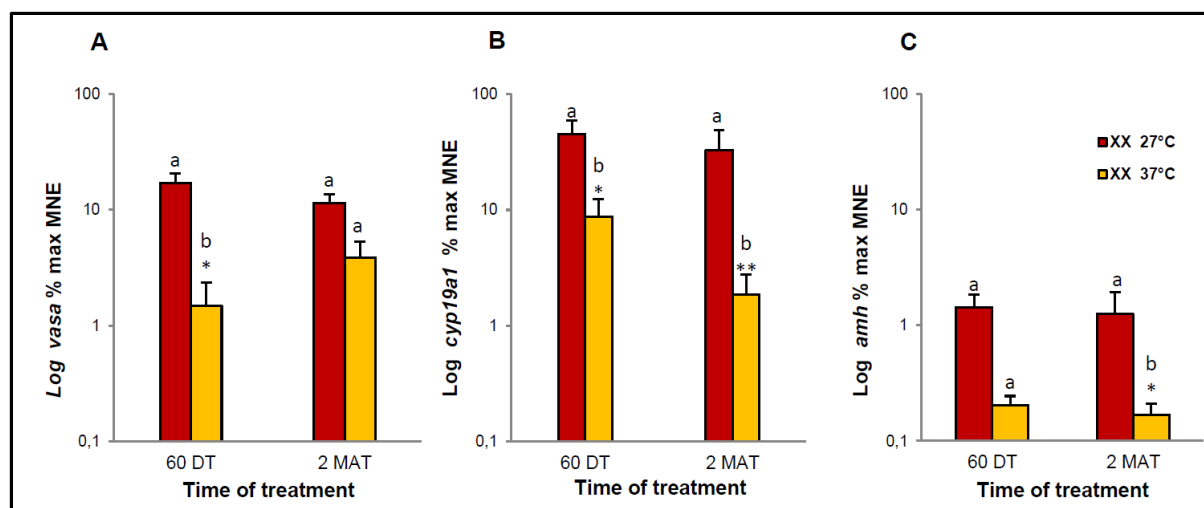 A
Log vasa % max MNE
100
10
1
0,1
a
b
*
a
a
60 DT
2 MAT
Time of treatment
B
Log cyp19a1 % max MNE
100
10
1
0,1
a
b
*
a
b
**
60 DT
2 MAT
Time of treatment
C
Log amh % max MNE
100
10
1
0,1
a
a
a
b
*
XX 27°C
XX 37°C
60 DT
2 MAT
Time of treatment